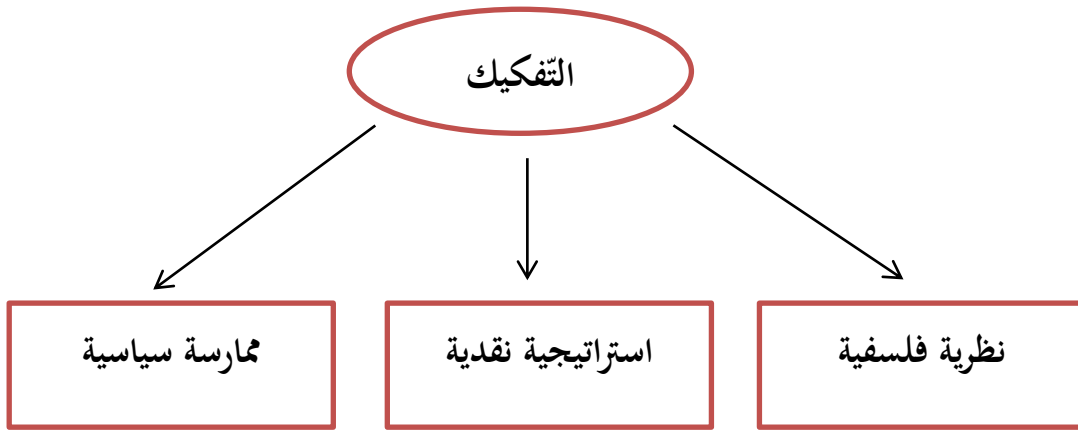 التّفكيك
نظرية فلسفية
استراتيجية نقدية
ممارسة سياسية